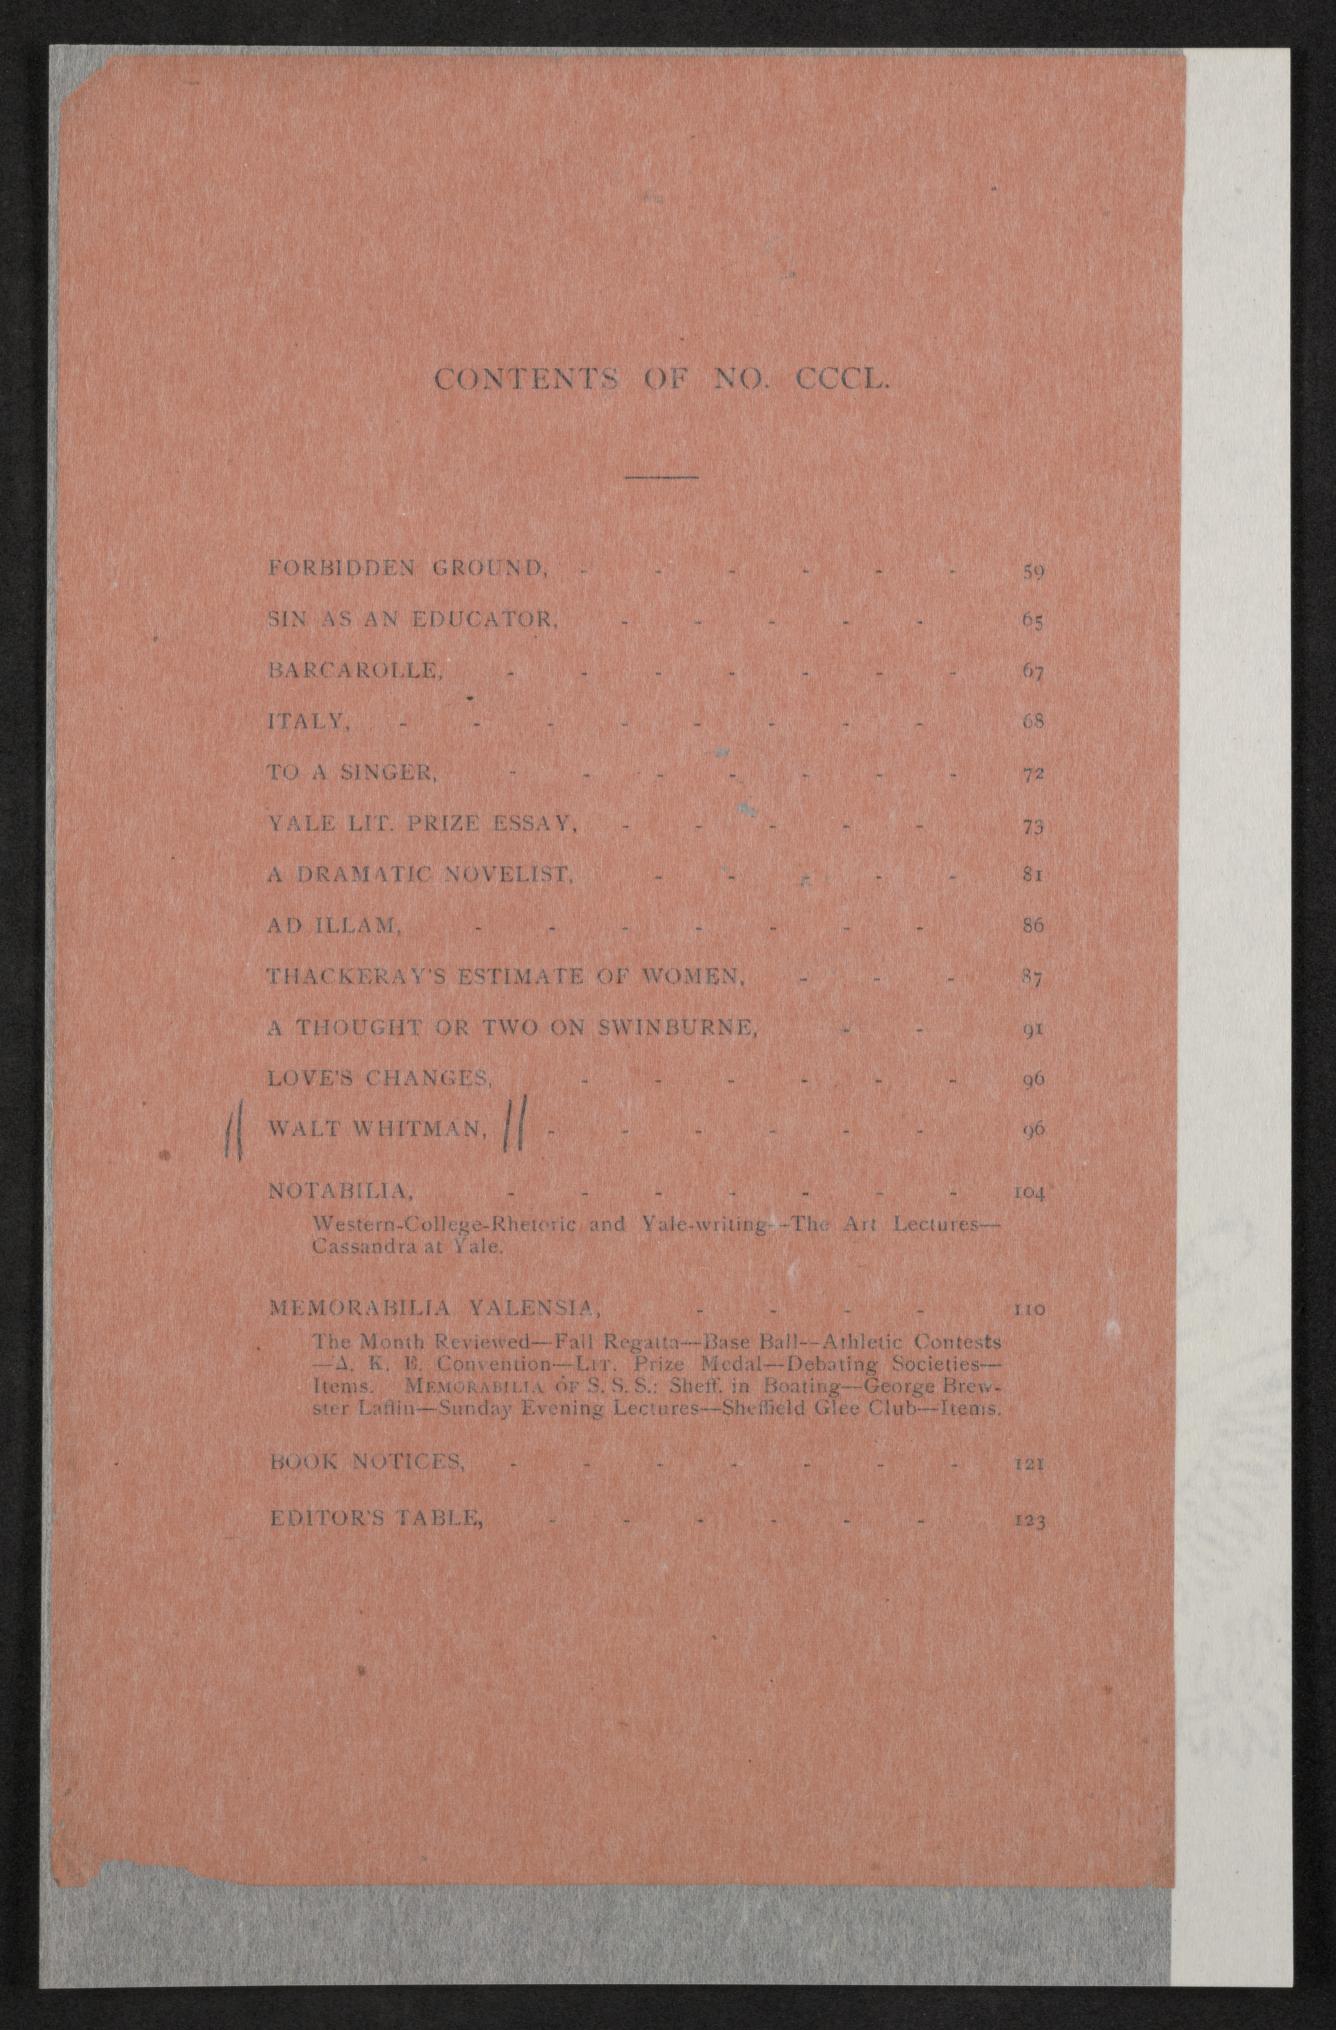 CONTENTS OF NO. CCCL.
FORBIDDEN GROUND, - - - - - - 59
SIN AS AN EDUCATOR, - - - - - 65
BARCAROLLE, - - - - - - - 67
ITALY, - - - - - - - - 68
TO A SINGER, - - - - - - - 72
YALE LIT. PRIZE ESSAY, - - - - - 73
A DRAMATIC NOVELIST, - - - - - 81
AD ILLAM, - - - - - - - 86
THACKERAY'S ESTIMATE OF WOMEN, - - - 87
A THOUGHT OR TWO ON SWINBURNE, - - 91
LOVE'S CHANGES, - - - - - - 96
// WALT WHITMAN, // - - - - - - 96
NOTABILIA, - - - - - - - 104
Western-College-Rhetoric and Yale-writing—The Art Lectures—
Cassandra at Yale.
MEMORABILIA YALENSIA, - - - - 110
The Month Reviewed—Fall Regatta—Base Ball—Athletic Contests
—Δ. K. E. Convention—LIT. Prize Medal—Debating Societies—
Items. MEMORABILIA OF S. S. S.: Sheff. in Boating—George Brew-
ster Laflin—Sunday Evening Lectures—Sheffield Glee Club—Items.
BOOK NOTICES, - - - - - - - 121
EDITOR'S TABLE, - - - - - - 123